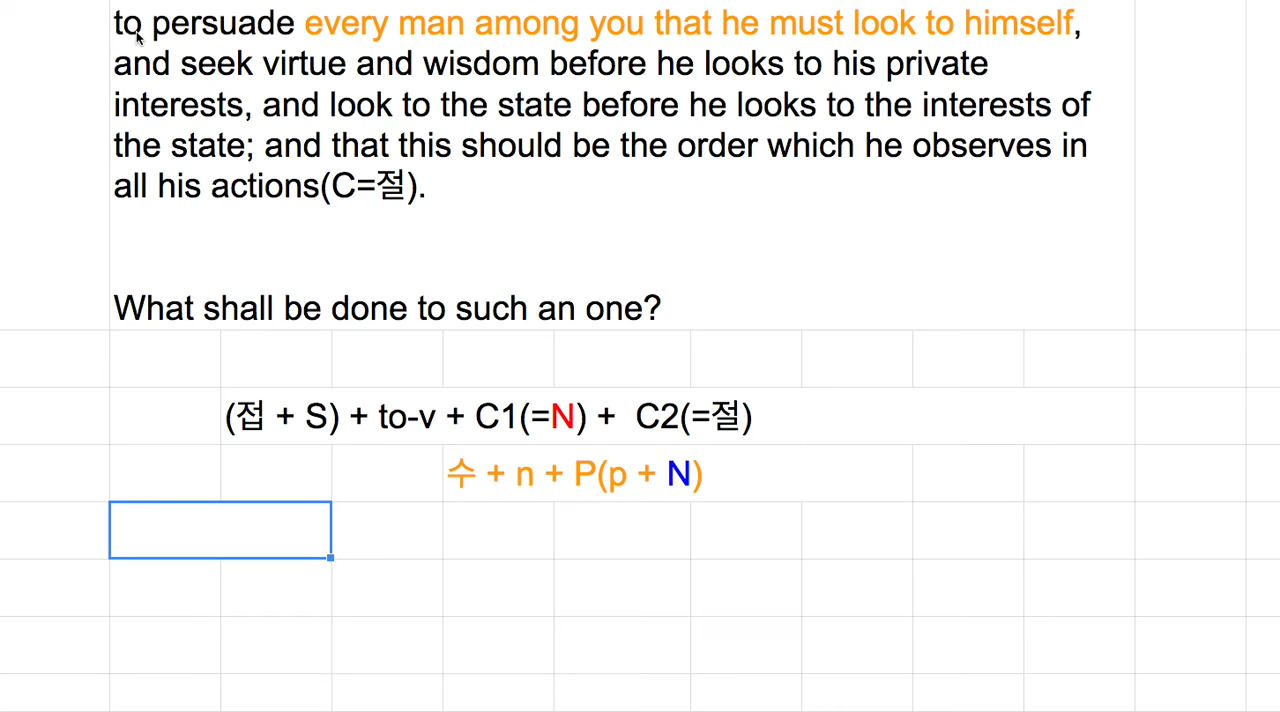 to persuade every man among you that he must look to himself,
and seek virtue and wisdom before he looks to his private
interests, and look to the state before he looks to the interests of
the state; and that this should be the order which he observes in
all his actions(C=절).
What shall be done to such an one?
(접 + S) + to-v + C1(=N) + C2(=절)
수 + n + P(p + N)